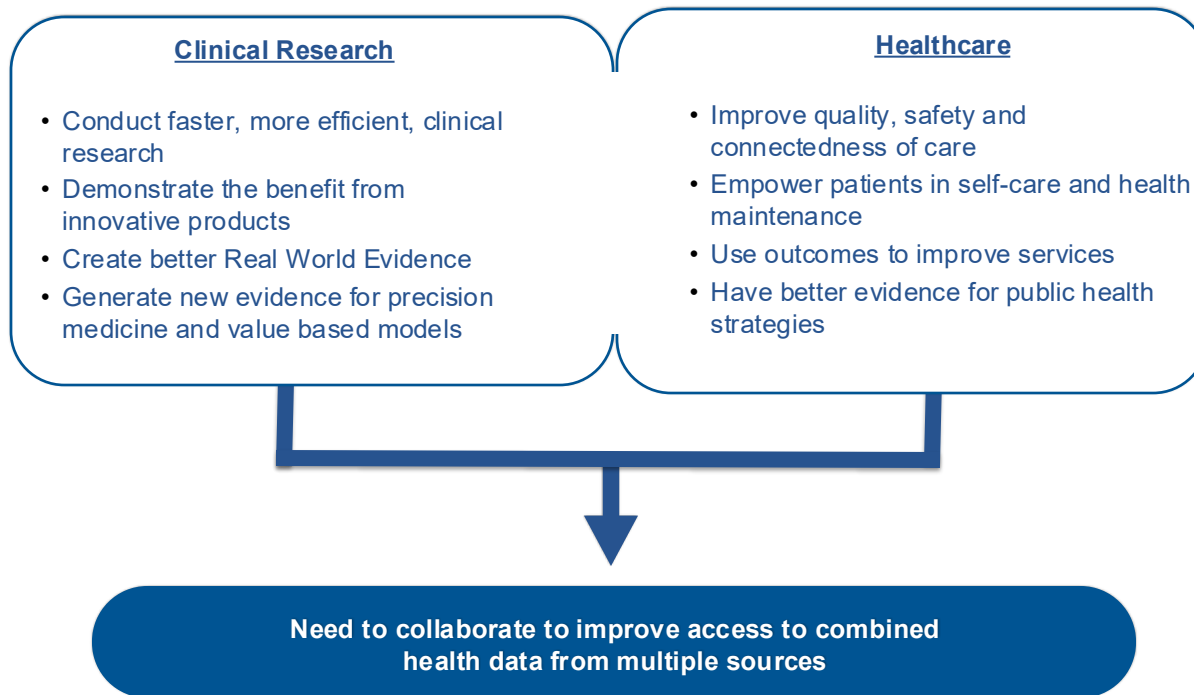 Clinical Research
• Conduct faster, more efficient, clinical
research
• Demonstrate the benefit from
innovative products
• Create better Real World Evidence
• Generate new evidence for precision
medicine and value based models
Healthcare
• Improve quality, safety and
connectedness of care
• Empower patients in self-care and health
maintenance
• Use outcomes to improve services
• Have better evidence for public health
strategies
Need to collaborate to improve access to combined
health data from multiple sources